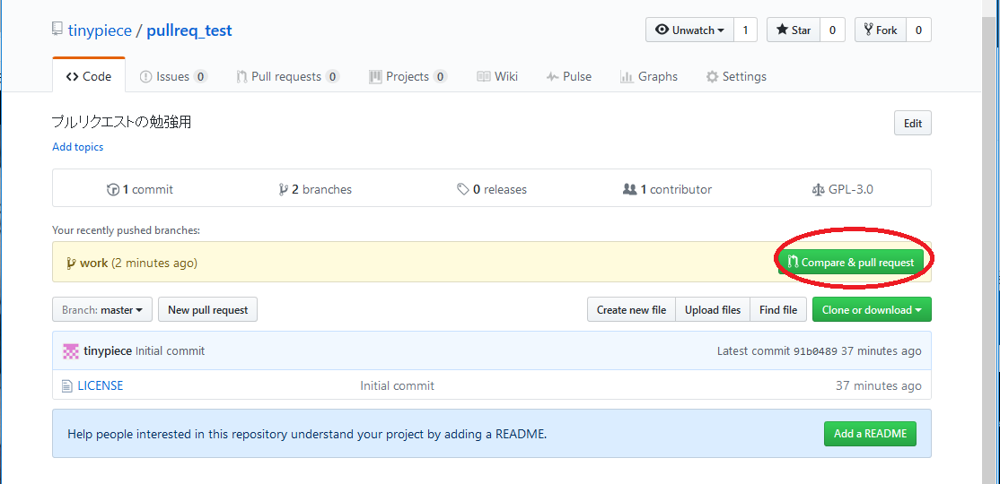 tinypiece / pullreq_test
Unwatch 1 Star 0 Fork 0
Code Issues 0 Pull requests 0 Projects 0 Wiki Pulse Graphs Settings
プルリクエストの勉強用
Edit
Add topics
1 commit 2 branches 0 releases 1 contributor GPL-3.0
Your recently pushed branches:
work (2 minutes ago) Compare & pull request
Branch: master New pull request Create new file Upload files Find file Clone or download
tinypiece Initial commit Latest commit 91b0489 37 minutes ago
LICENSE Initial commit 37 minutes ago
Help people interested in this repository understand your project by adding a README. Add a README